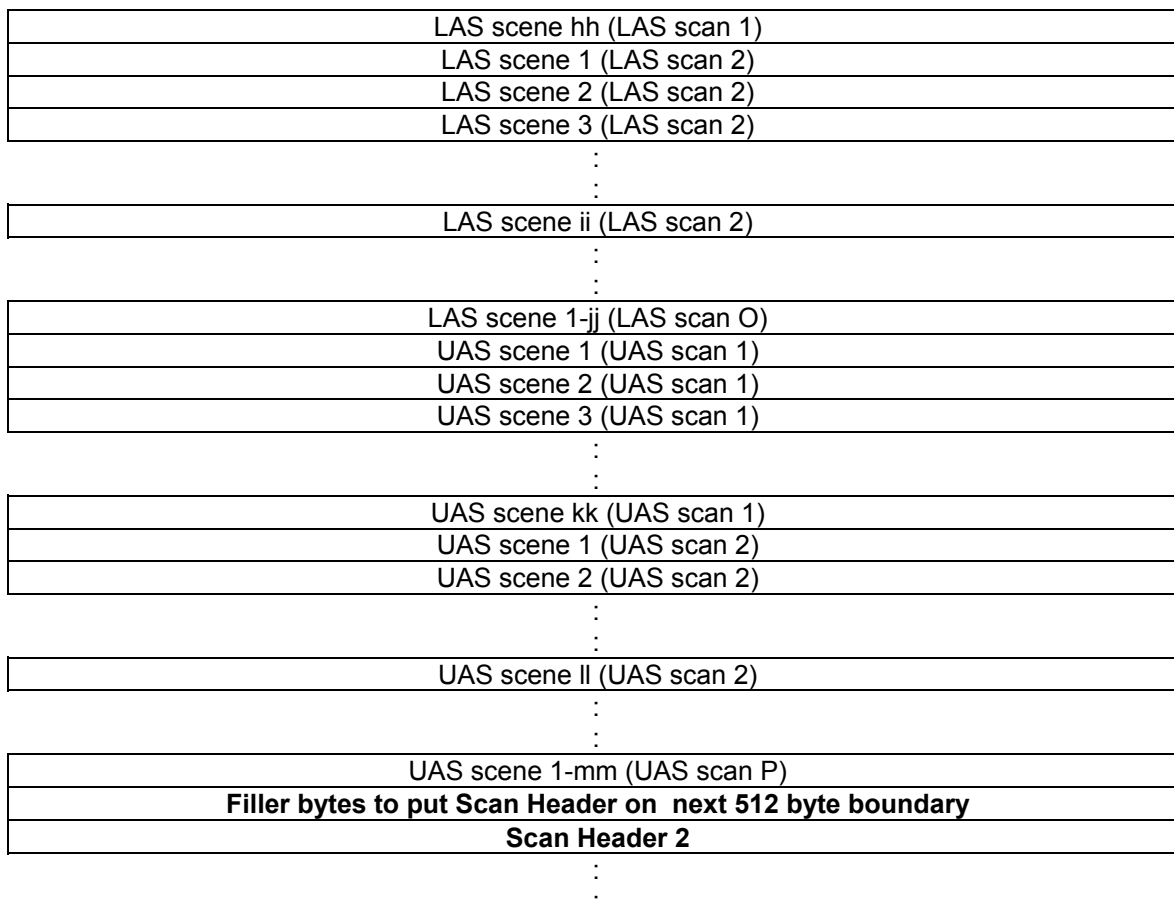 LAS scene hh (LAS scan 1)
LAS scene 1 (LAS scan 2)
LAS scene 2 (LAS scan 2)
LAS scene 3 (LAS scan 2)
:
:
LAS scene ii (LAS scan 2)
:
:
LAS scene 1-jj (LAS scan O)
UAS scene 1 (UAS scan 1)
UAS scene 2 (UAS scan 1)
UAS scene 3 (UAS scan 1)
:
:
UAS scene kk (UAS scan 1)
UAS scene 1 (UAS scan 2)
UAS scene 2 (UAS scan 2)
:
:
UAS scene ll (UAS scan 2)
:
:
UAS scene 1-mm (UAS scan P)
Filler bytes to put Scan Header on next 512 byte boundary
Scan Header 2
:
: